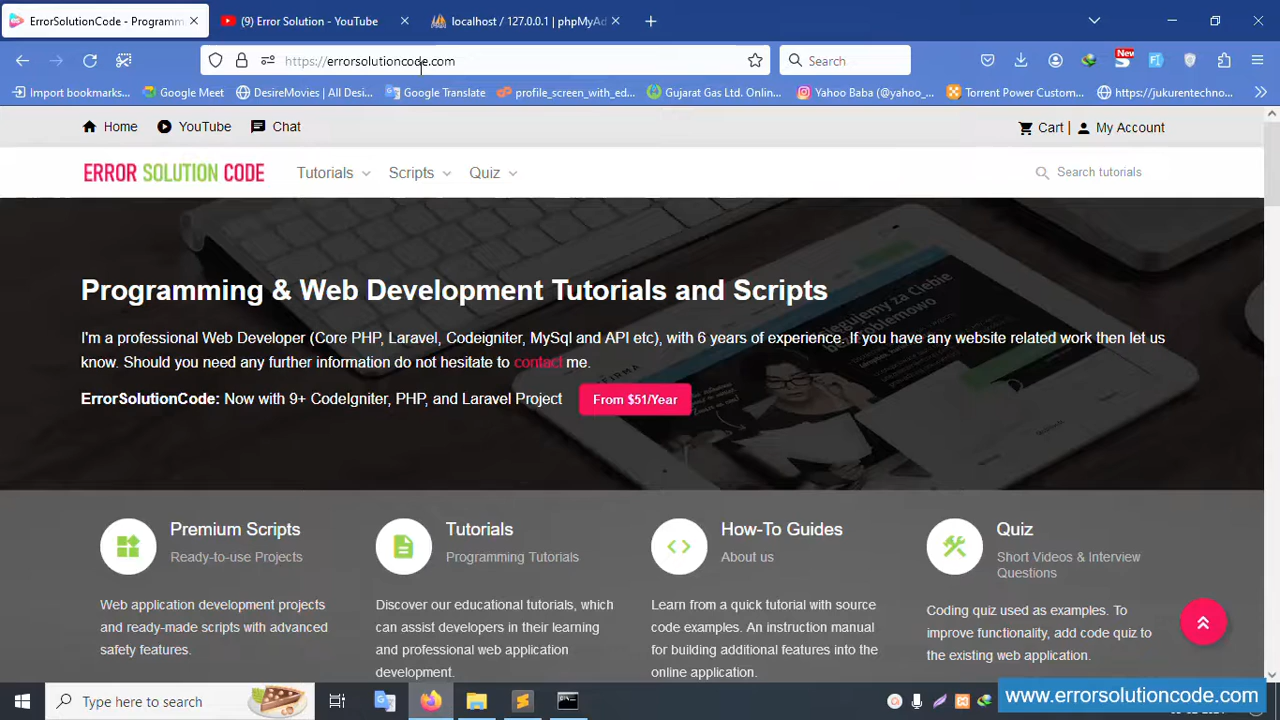 ErrorSolutionCode - Programm
(9) Error Solution - YouTube
localhost / 127.0.0.1 | phpMyAd
https://errorsolutioncode.com
Search
New
Import bookmarks...
Google Meet
DesireMovies | All Desi...
Google Translate
profile_screen_with_ed...
Gujarat Gas Ltd. Onlin...
Yahoo Baba (@yahoo_...
Torrent Power Custom...
https://jukurentechno...
Home
YouTube
Chat
Cart |
My Account
ERROR SOLUTION CODE
Tutorials
Scripts
Quiz
Search tutorials
Programming & Web Development Tutorials and Scripts
I'm a professional Web Developer (Core PHP, Laravel, Codeigniter, MySql and API etc), with 6 years of experience. If you have any website related work then let us
know. Should you need any further information do not hesitate to contact me.
ErrorSolutionCode: Now with 9+ CodeIgniter, PHP, and Laravel Project
From $51/Year
Premium Scripts
Ready-to-use Projects
Web application development projects
and ready-made scripts with advanced
safety features.
Tutorials
Programming Tutorials
Discover our educational tutorials, which
can assist developers in their learning
and professional web application
development.
How-To Guides
About us
Learn from a quick tutorial with source
code examples. An instruction manual
for building additional features into the
online application.
Quiz
Short Videos & Interview
Questions
Coding quiz used as examples. To
improve functionality, add code quiz to
the existing web application.
Type here to search
www.errorsolutioncode.com